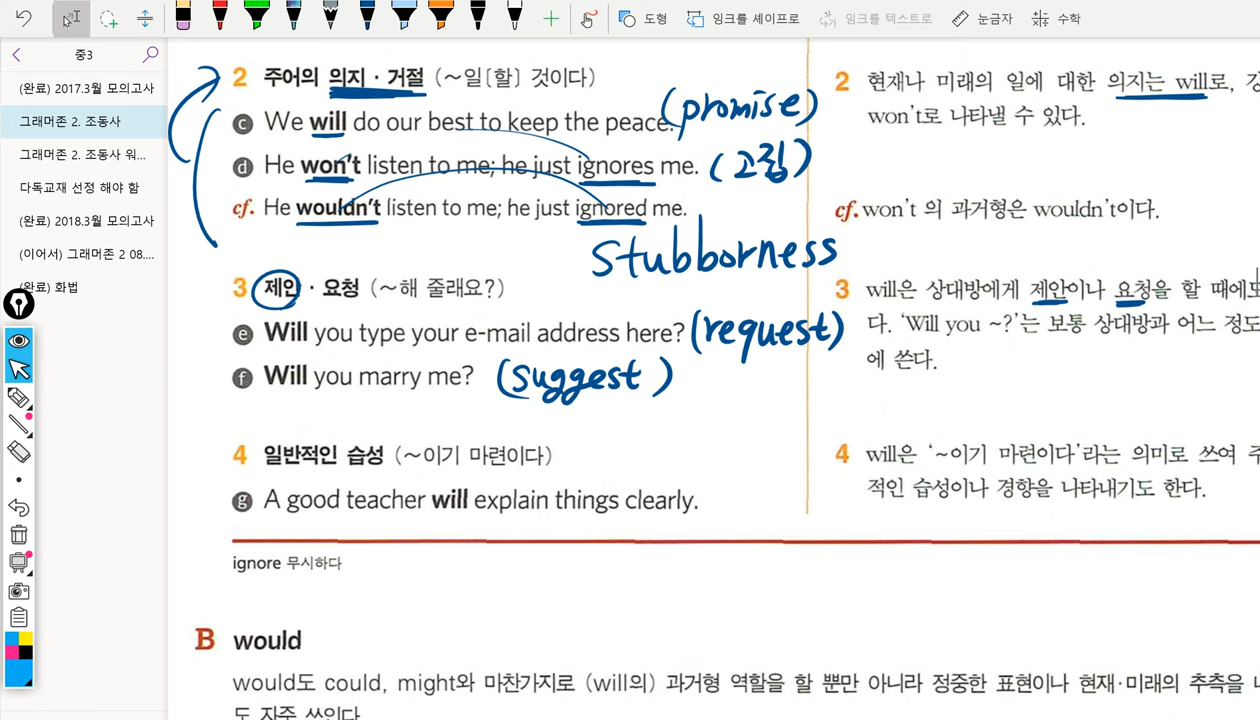 도형
잉크를 셰이프로
잉크를 텍스트로
눈금자
수학
중3
(완료) 2017.3월 모의고사
그래머존 2. 조동사
그래머존 2. 조동사 워...
다독교재 선정 해야 함
(완료) 2018.3월 모의고사
(이어서) 그래머존 2 08....
(완료) 화법
2 주어의 의지 · 거절 (～일[할] 것이다)
c We will do our best to keep the peace. (promise)
d He won't listen to me; he just ignores me. (고집)
cf. He wouldn't listen to me; he just ignored me.
Stubborness
3 제안 · 요청 (～해 줄래요?)
e Will you type your e-mail address here? (request)
f Will you marry me? (suggest)
4 일반적인 습성 (～이기 마련이다)
g A good teacher will explain things clearly.
ignore 무시하다
B would
would도 could, might와 마찬가지로 (will의) 과거형 역할을 할 뿐만 아니라 정중한 표현이나 현재·미래의 추측을 나
도 자주 쓰인다.
2 현재나 미래의 일에 대한 의지는 will로, 강
won't로 나타낼 수 있다.
cf. won't 의 과거형은 wouldn't이다.
3 will은 상대방에게 제안이나 요청을 할 때에도
다. 'Will you ~?'는 보통 상대방과 어느 정도
에 쓴다.
4 will은 '~이기 마련이다'라는 의미로 쓰여 주
적인 습성이나 경향을 나타내기도 한다.